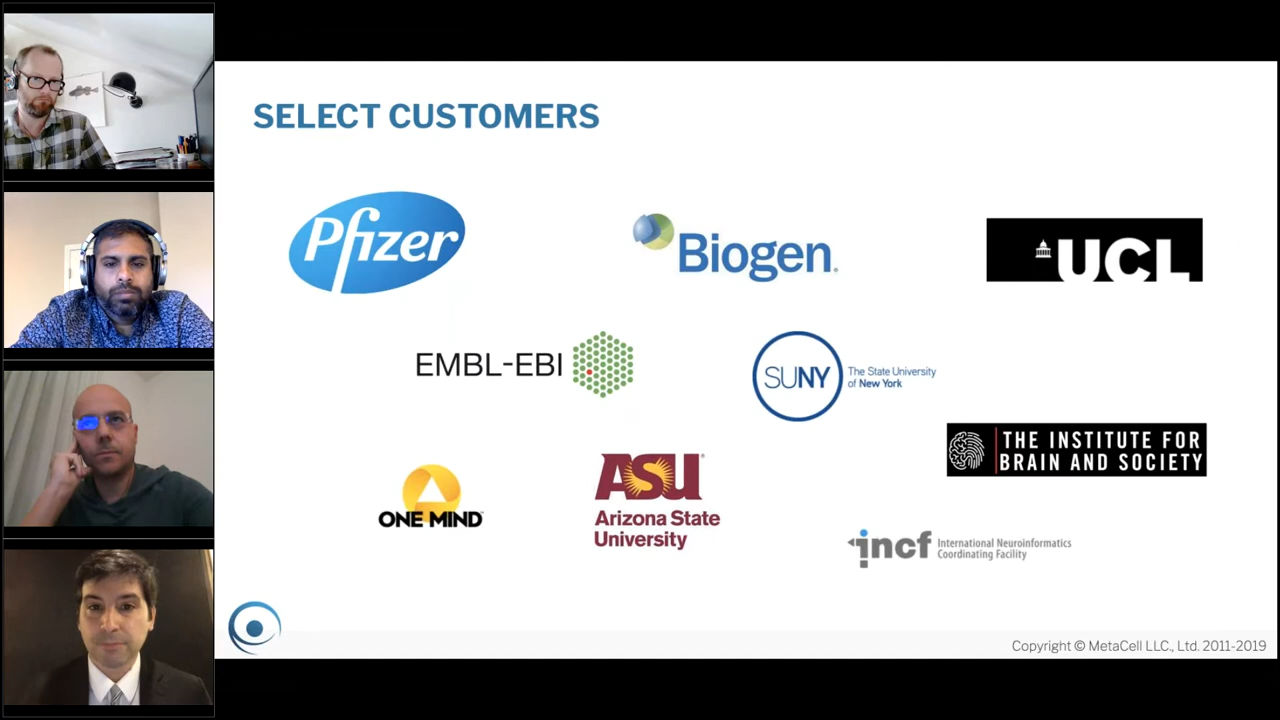 SELECT CUSTOMERS
Pfizer
Biogen.
UCL
EMBL-EBI
SUNY
The State University
of New York
THE INSTITUTE FOR
BRAIN AND SOCIETY
ONE MIND
ASU
Arizona State
University
incf
International Neuroinformatics
Coordinating Facility
Copyright © MetaCell LLC., Ltd. 2011-2019